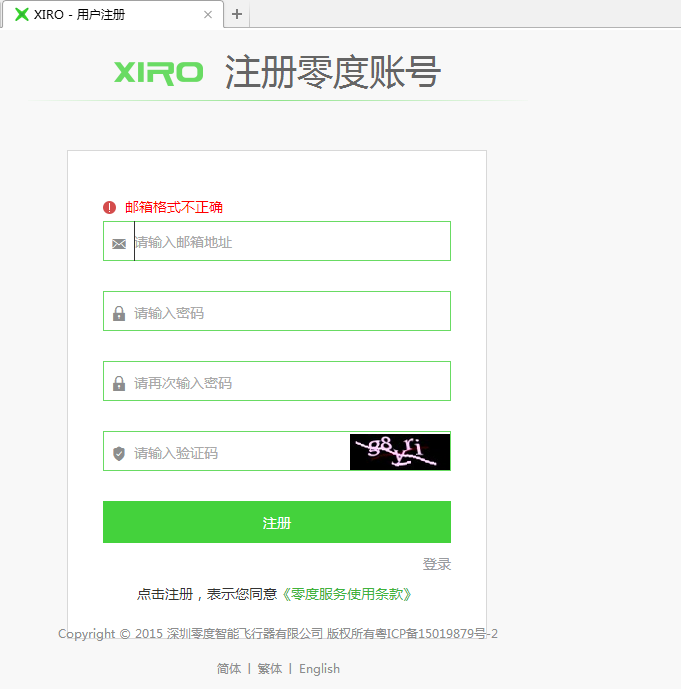 XIRO - 用户注册
XIRO 注册零度账号
邮箱格式不正确
请输入邮箱地址
请输入密码
请再次输入密码
请输入验证码
g8vri
注册
登录
点击注册，表示您同意《零度服务使用条款》
Copyright © 2015 深圳零度智能飞行器有限公司 版权所有粤ICP备15019879号-2
简体 | 繁体 | English